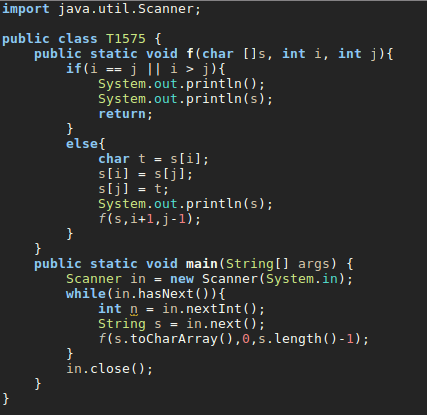 import java.util.Scanner;

public class T1575 {
    public static void f(char []s, int i, int j){
        if(i == j || i > j){
            System.out.println();
            System.out.println(s);
            return;
        }
        else{
            char t = s[i];
            s[i] = s[j];
            s[j] = t;
            System.out.println(s);
            f(s,i+1,j-1);
        }
    }
    public static void main(String[] args) {
        Scanner in = new Scanner(System.in);
        while(in.hasNext()){
            int n = in.nextInt();
            String s = in.next();
            f(s.toCharArray(),0,s.length()-1);
        }
        in.close();
    }
}